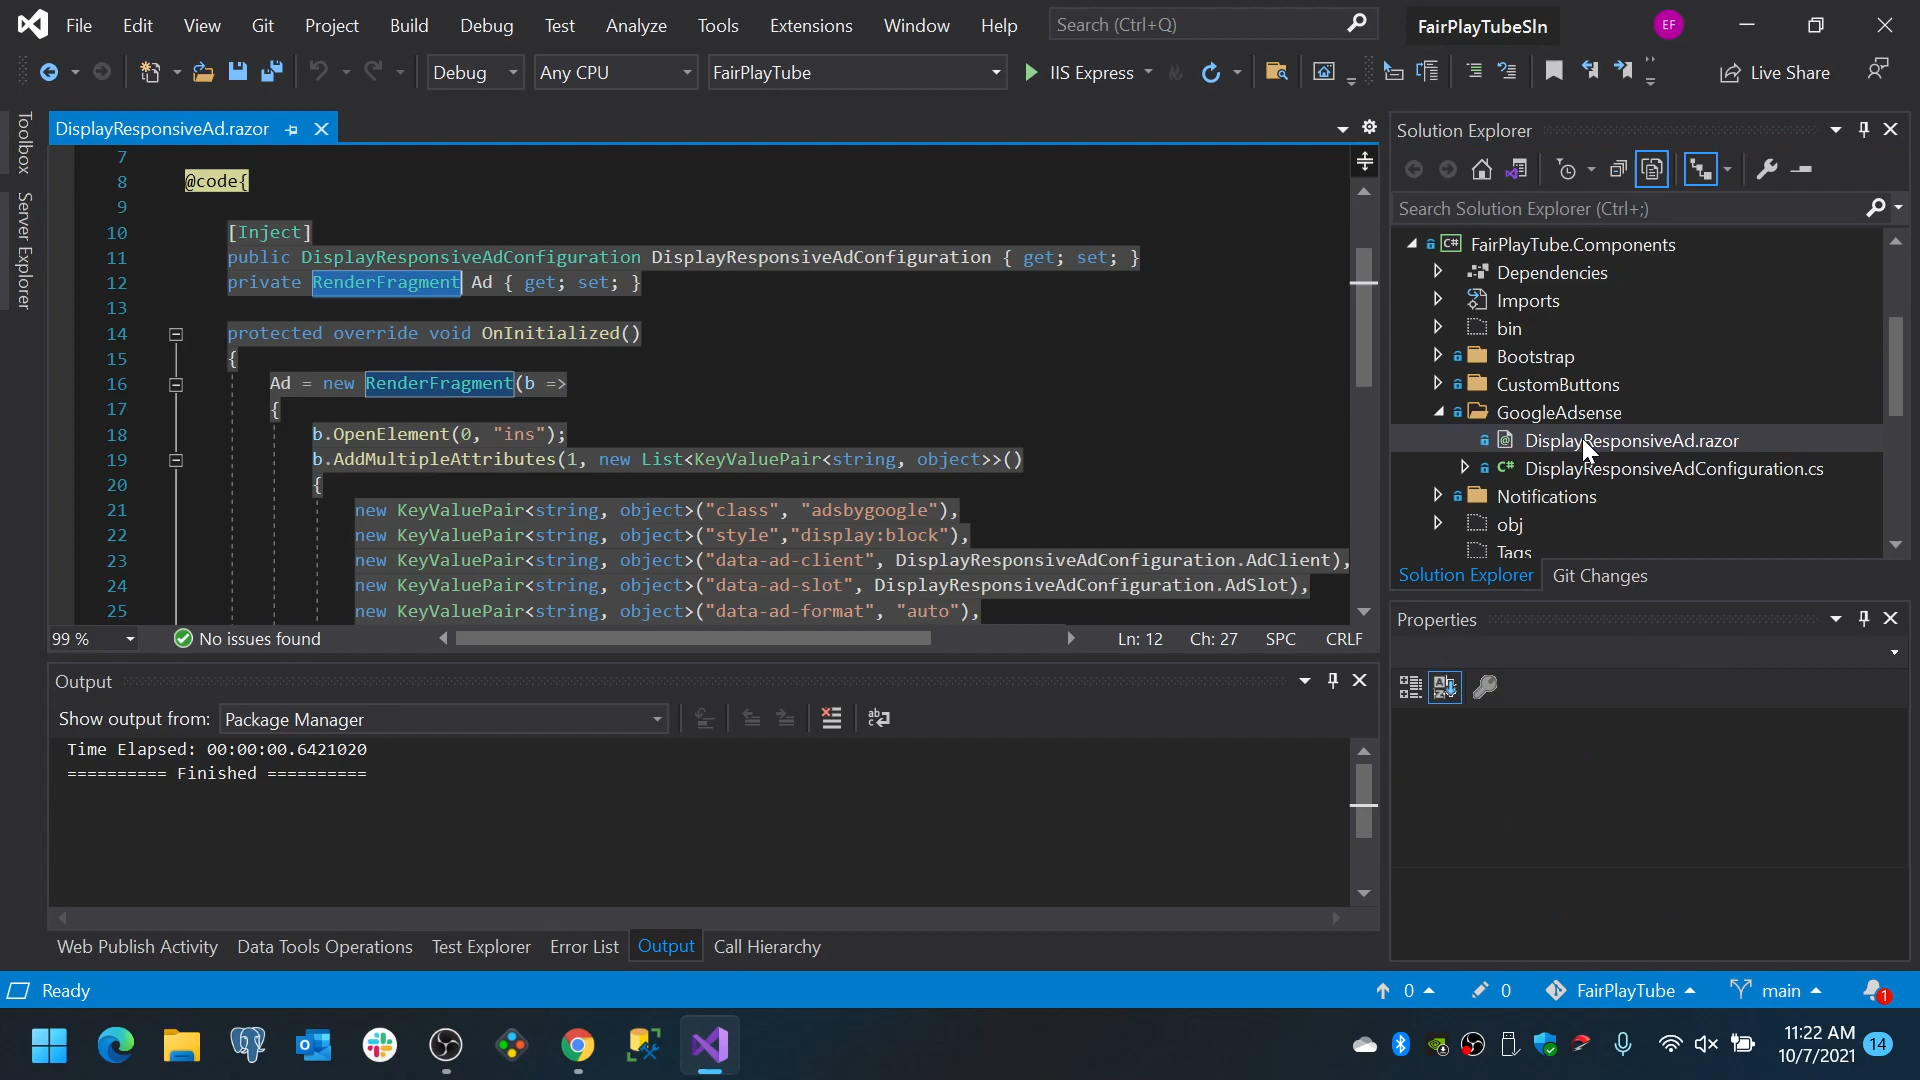 File Edit View Git Project Build Debug Test Analyze Tools Extensions Window Help Search (Ctrl+Q) FairPlayTubeSln EF
Debug Any CPU FairPlayTube IIS Express Live Share
Toolbox
Server Explorer
DisplayResponsiveAd.razor
7
8 @code{
9
10 [Inject]
11 public DisplayResponsiveAdConfiguration DisplayResponsiveAdConfiguration { get; set; }
12 private RenderFragment Ad { get; set; }
13
14 protected override void OnInitialized()
15 {
16 Ad = new RenderFragment(b =>
17 {
18 b.OpenElement(0, "ins");
19 b.AddMultipleAttributes(1, new List<KeyValuePair<string, object>>()
20 {
21 new KeyValuePair<string, object>("class", "adsbygoogle"),
22 new KeyValuePair<string, object>("style","display:block"),
23 new KeyValuePair<string, object>("data-ad-client", DisplayResponsiveAdConfiguration.AdClient),
24 new KeyValuePair<string, object>("data-ad-slot", DisplayResponsiveAdConfiguration.AdSlot),
25 new KeyValuePair<string, object>("data-ad-format", "auto"),
99 % No issues found Ln: 12 Ch: 27 SPC CRLF
Output
Show output from: Package Manager
Time Elapsed: 00:00:00.6421020
========== Finished ==========
Web Publish Activity Data Tools Operations Test Explorer Error List Output Call Hierarchy
Solution Explorer
Search Solution Explorer (Ctrl+;)
C# FairPlayTube.Components
Dependencies
Imports
bin
Bootstrap
CustomButtons
GoogleAdsense
DisplayResponsiveAd.razor
C# DisplayResponsiveAdConfiguration.cs
Notifications
obj
Tags
Solution Explorer Git Changes
Properties
Ready 0 0 FairPlayTube main 1
11:22 AM
10/7/2021 14